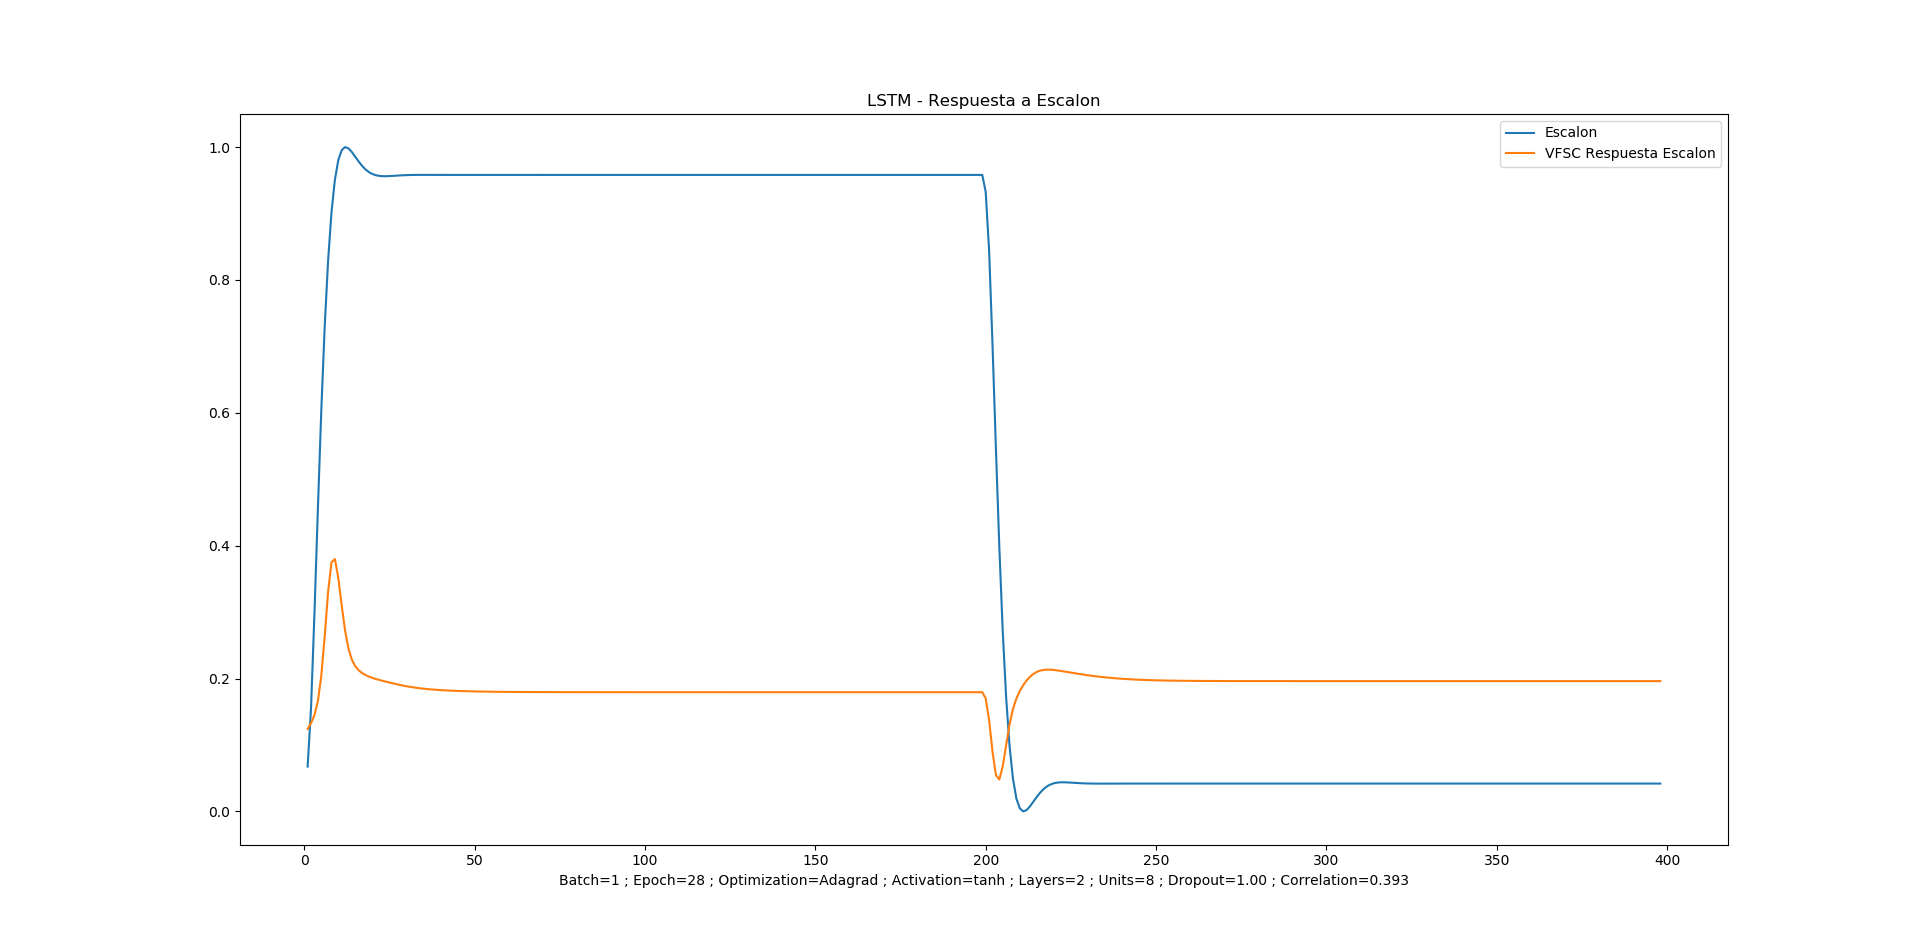 LSTM - Respuesta a Escalon
Escalon
VFSC Respuesta Escalon
1.0
0.8
0.6
0.4
0.2
0.0
0 50 100 150 200 250 300 350 400
Batch=1 ; Epoch=28 ; Optimization=Adagrad ; Activation=tanh ; Layers=2 ; Units=8 ; Dropout=1.00 ; Correlation=0.393